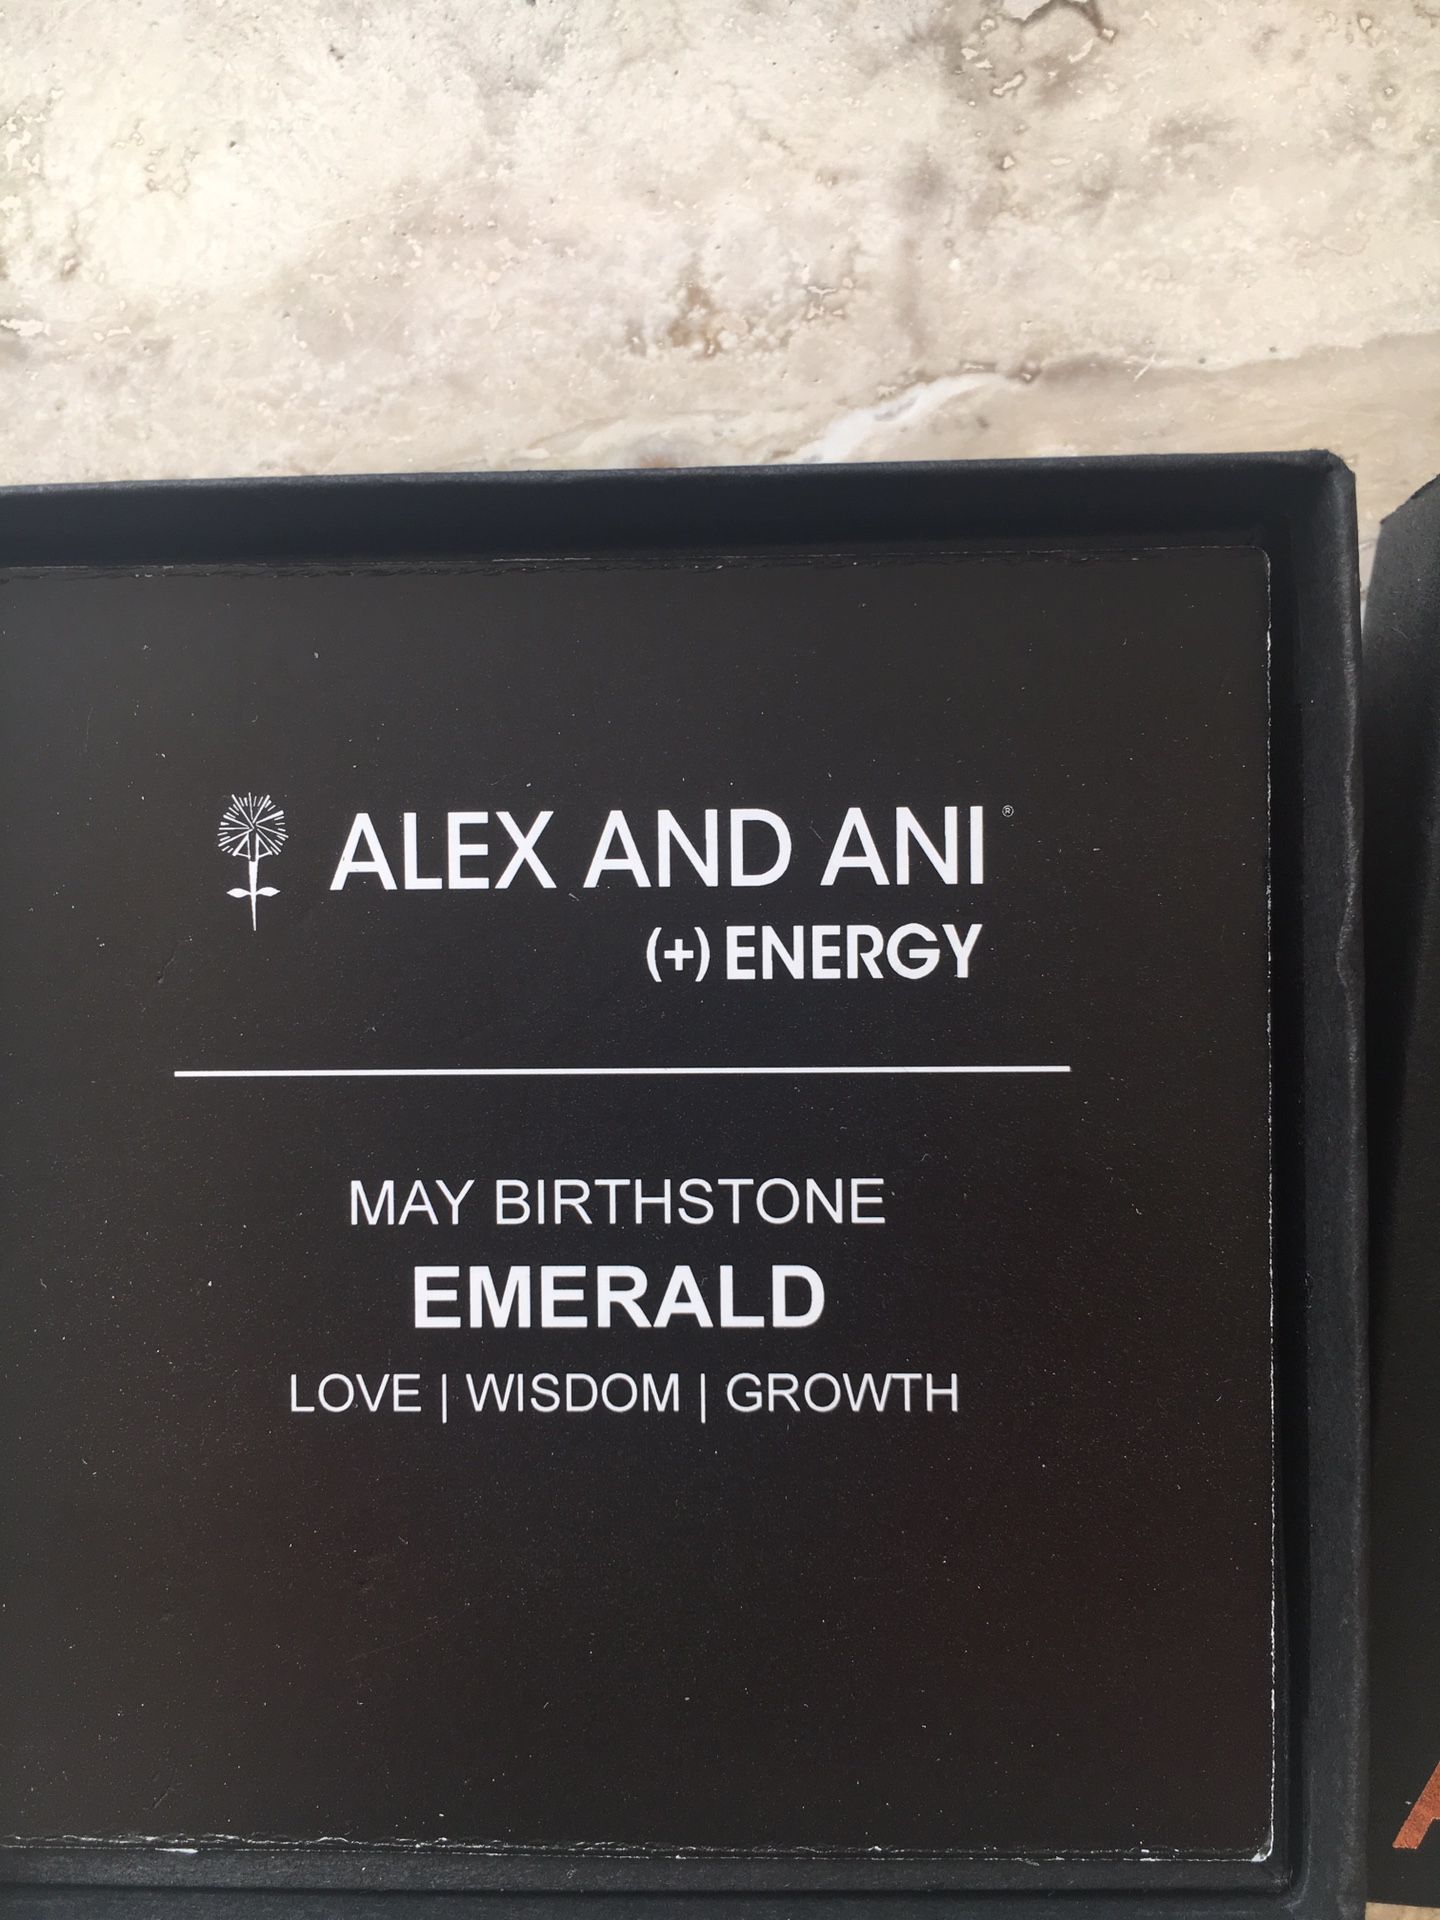 ALEX AND ANI®
(+) ENERGY
MAY BIRTHSTONE
EMERALD
LOVE | WISDOM | GROWTH